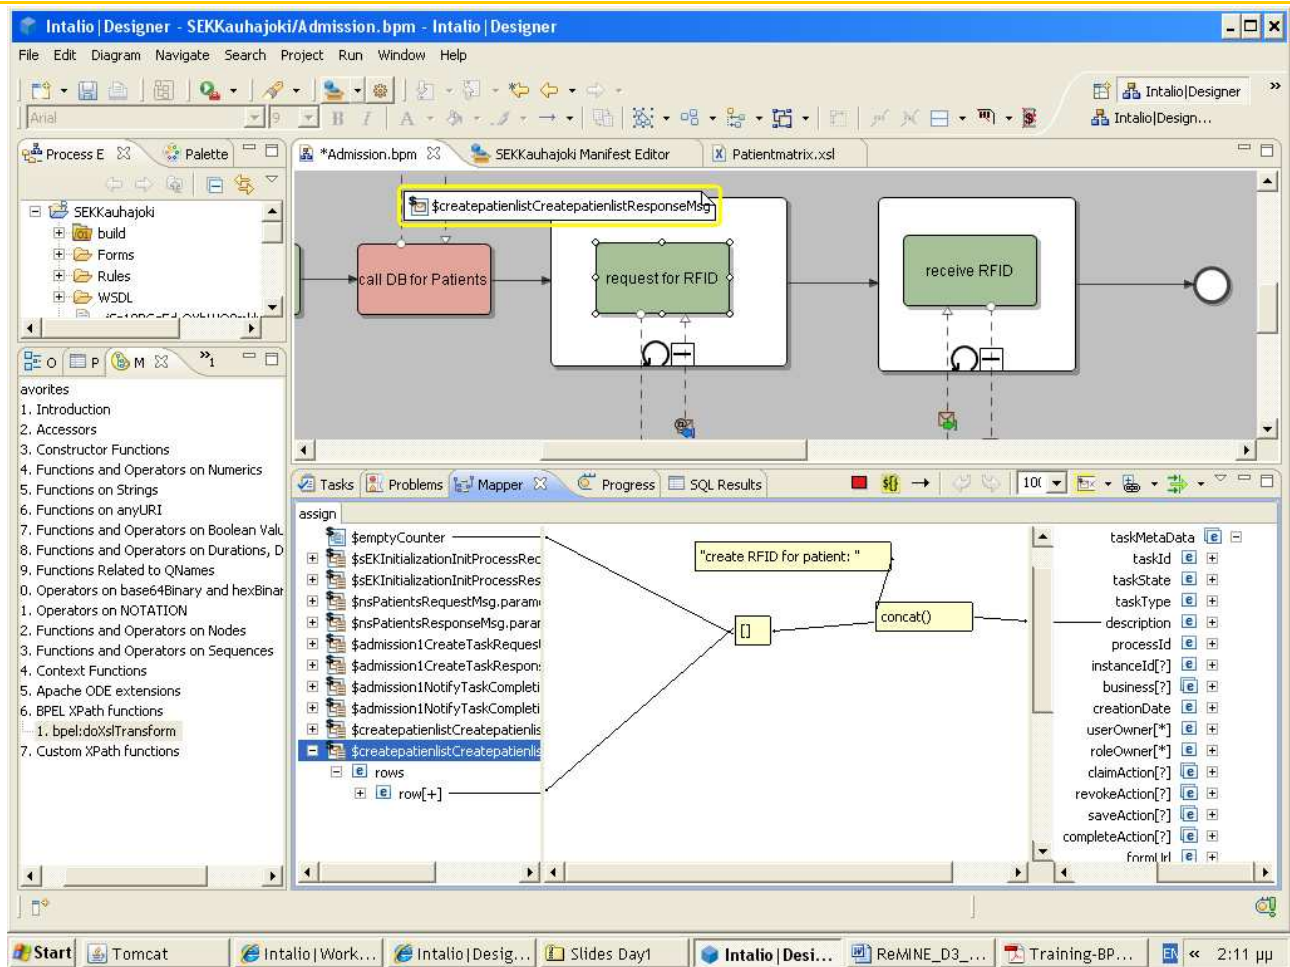 Intalio|Designer - SEKKauhajoki/Admission.bpm - Intalio|Designer
File Edit Diagram Navigate Search Project Run Window Help
Intalio|Designer
Arial 9 B I A
Intalio|Design...
Process E Palette
*Admission.bpm SEKKauhajoki Manifest Editor Patientmatrix.xsl
SEKKauhajoki
build
Forms
Rules
WSDL
$createpatienlistCreatepatienlistResponseMsg
call DB for Patients
request for RFID
receive RFID
O P M »1
avorites
1. Introduction
2. Accessors
3. Constructor Functions
4. Functions and Operators on Numerics
5. Functions on Strings
6. Functions on anyURI
7. Functions and Operators on Boolean Valu
8. Functions and Operators on Durations, D
9. Functions Related to QNames
0. Operators on base64Binary and hexBinar
1. Operators on NOTATION
2. Functions and Operators on Nodes
3. Functions and Operators on Sequences
4. Context Functions
5. Apache ODE extensions
6. BPEL XPath functions
1. bpel:doXslTransform
7. Custom XPath functions
Tasks Problems Mapper Progress SQL Results
assign
$emptyCounter
$sEKInitializationInitProcessRec
$sEKInitializationInitProcessRes
$nsPatientsRequestMsg.param
$nsPatientsResponseMsg.parar
$admission1CreateTaskRequest
$admission1CreateTaskRespon
$admission1NotifyTaskCompleti
$admission1NotifyTaskCompleti
$createpatienlistCreatepatienlis
$createpatienlistCreatepatienlis
rows
row[+]
"create RFID for patient: "
[]
concat()
taskMetaData
taskId
taskState
taskType
description
processId
instanceId[?]
business[?]
creationDate
userOwner[*]
roleOwner[*]
claimAction[?]
revokeAction[?]
saveAction[?]
completeAction[?]
formUrl
Start Tomcat Intalio|Work... Intalio|Desig... Slides Day1 Intalio|Desi... ReMINE_D3_... Training-BP... EN « 2:11 μμ